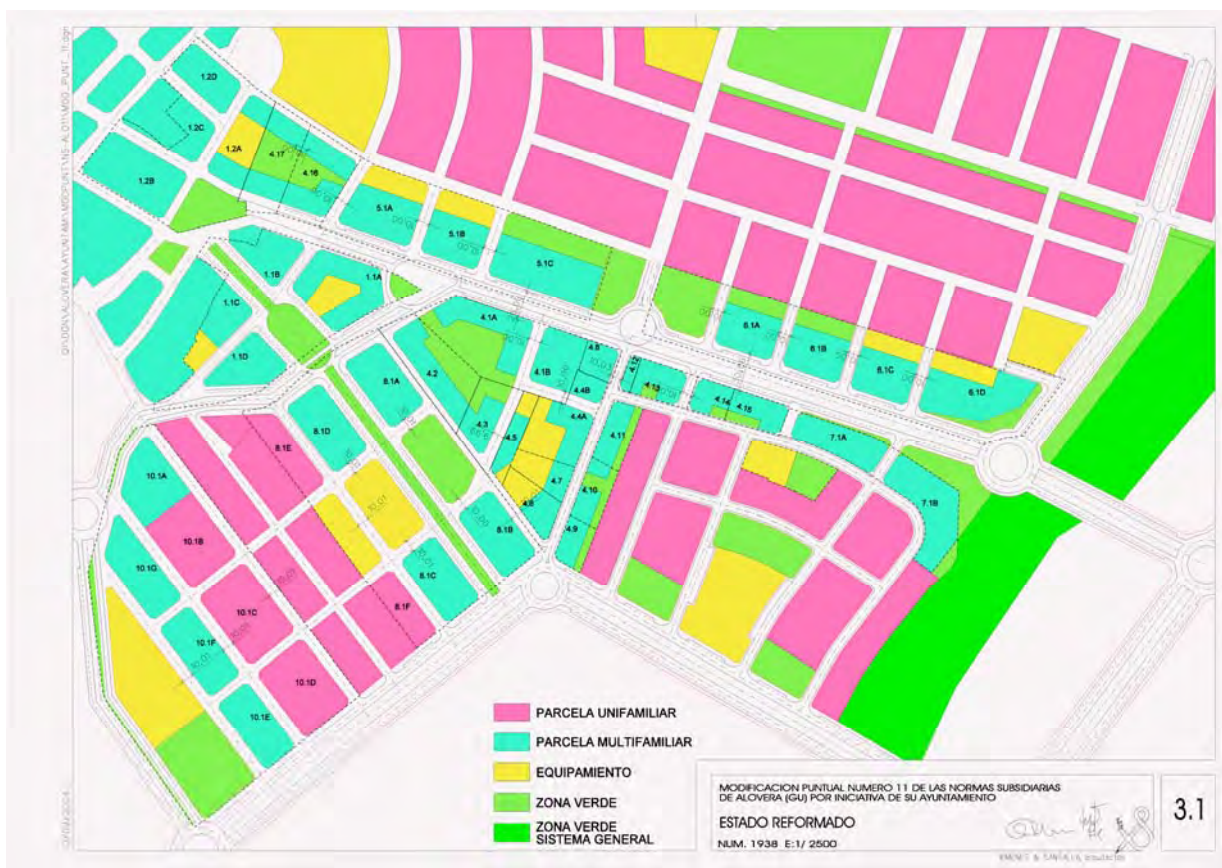 1.2D
1.2C
1.2A
1.2B
4.17
4.16
5.1A
5.1B
5.1C
1.1B
1.1A
1.1C
1.1D
4.1A
4.1B
4.2
4.3
4.4B
4.4A
4.5
4.6
4.7
4.8
4.9
4.10
4.11
4.12
4.13
4.14
4.15
6.1A
6.1B
6.1C
6.1D
7.1A
7.1B
8.1A
8.1D
8.1E
8.1B
8.1C
8.1F
10.1A
10.1B
10.1G
10.1C
10.1F
10.1D
10.1E
PARCELA UNIFAMILIAR
PARCELA MULTIFAMILIAR
EQUIPAMIENTO
ZONA VERDE
ZONA VERDE
SISTEMA GENERAL
MODIFICACION PUNTUAL NUMERO 11 DE LAS NORMAS SUBSIDIARIAS
DE ALOVERA (GU) POR INICIATIVA DE SU AYUNTAMIENTO
ESTADO REFORMADO
NUM. 1938 E:1/ 2500
3.1